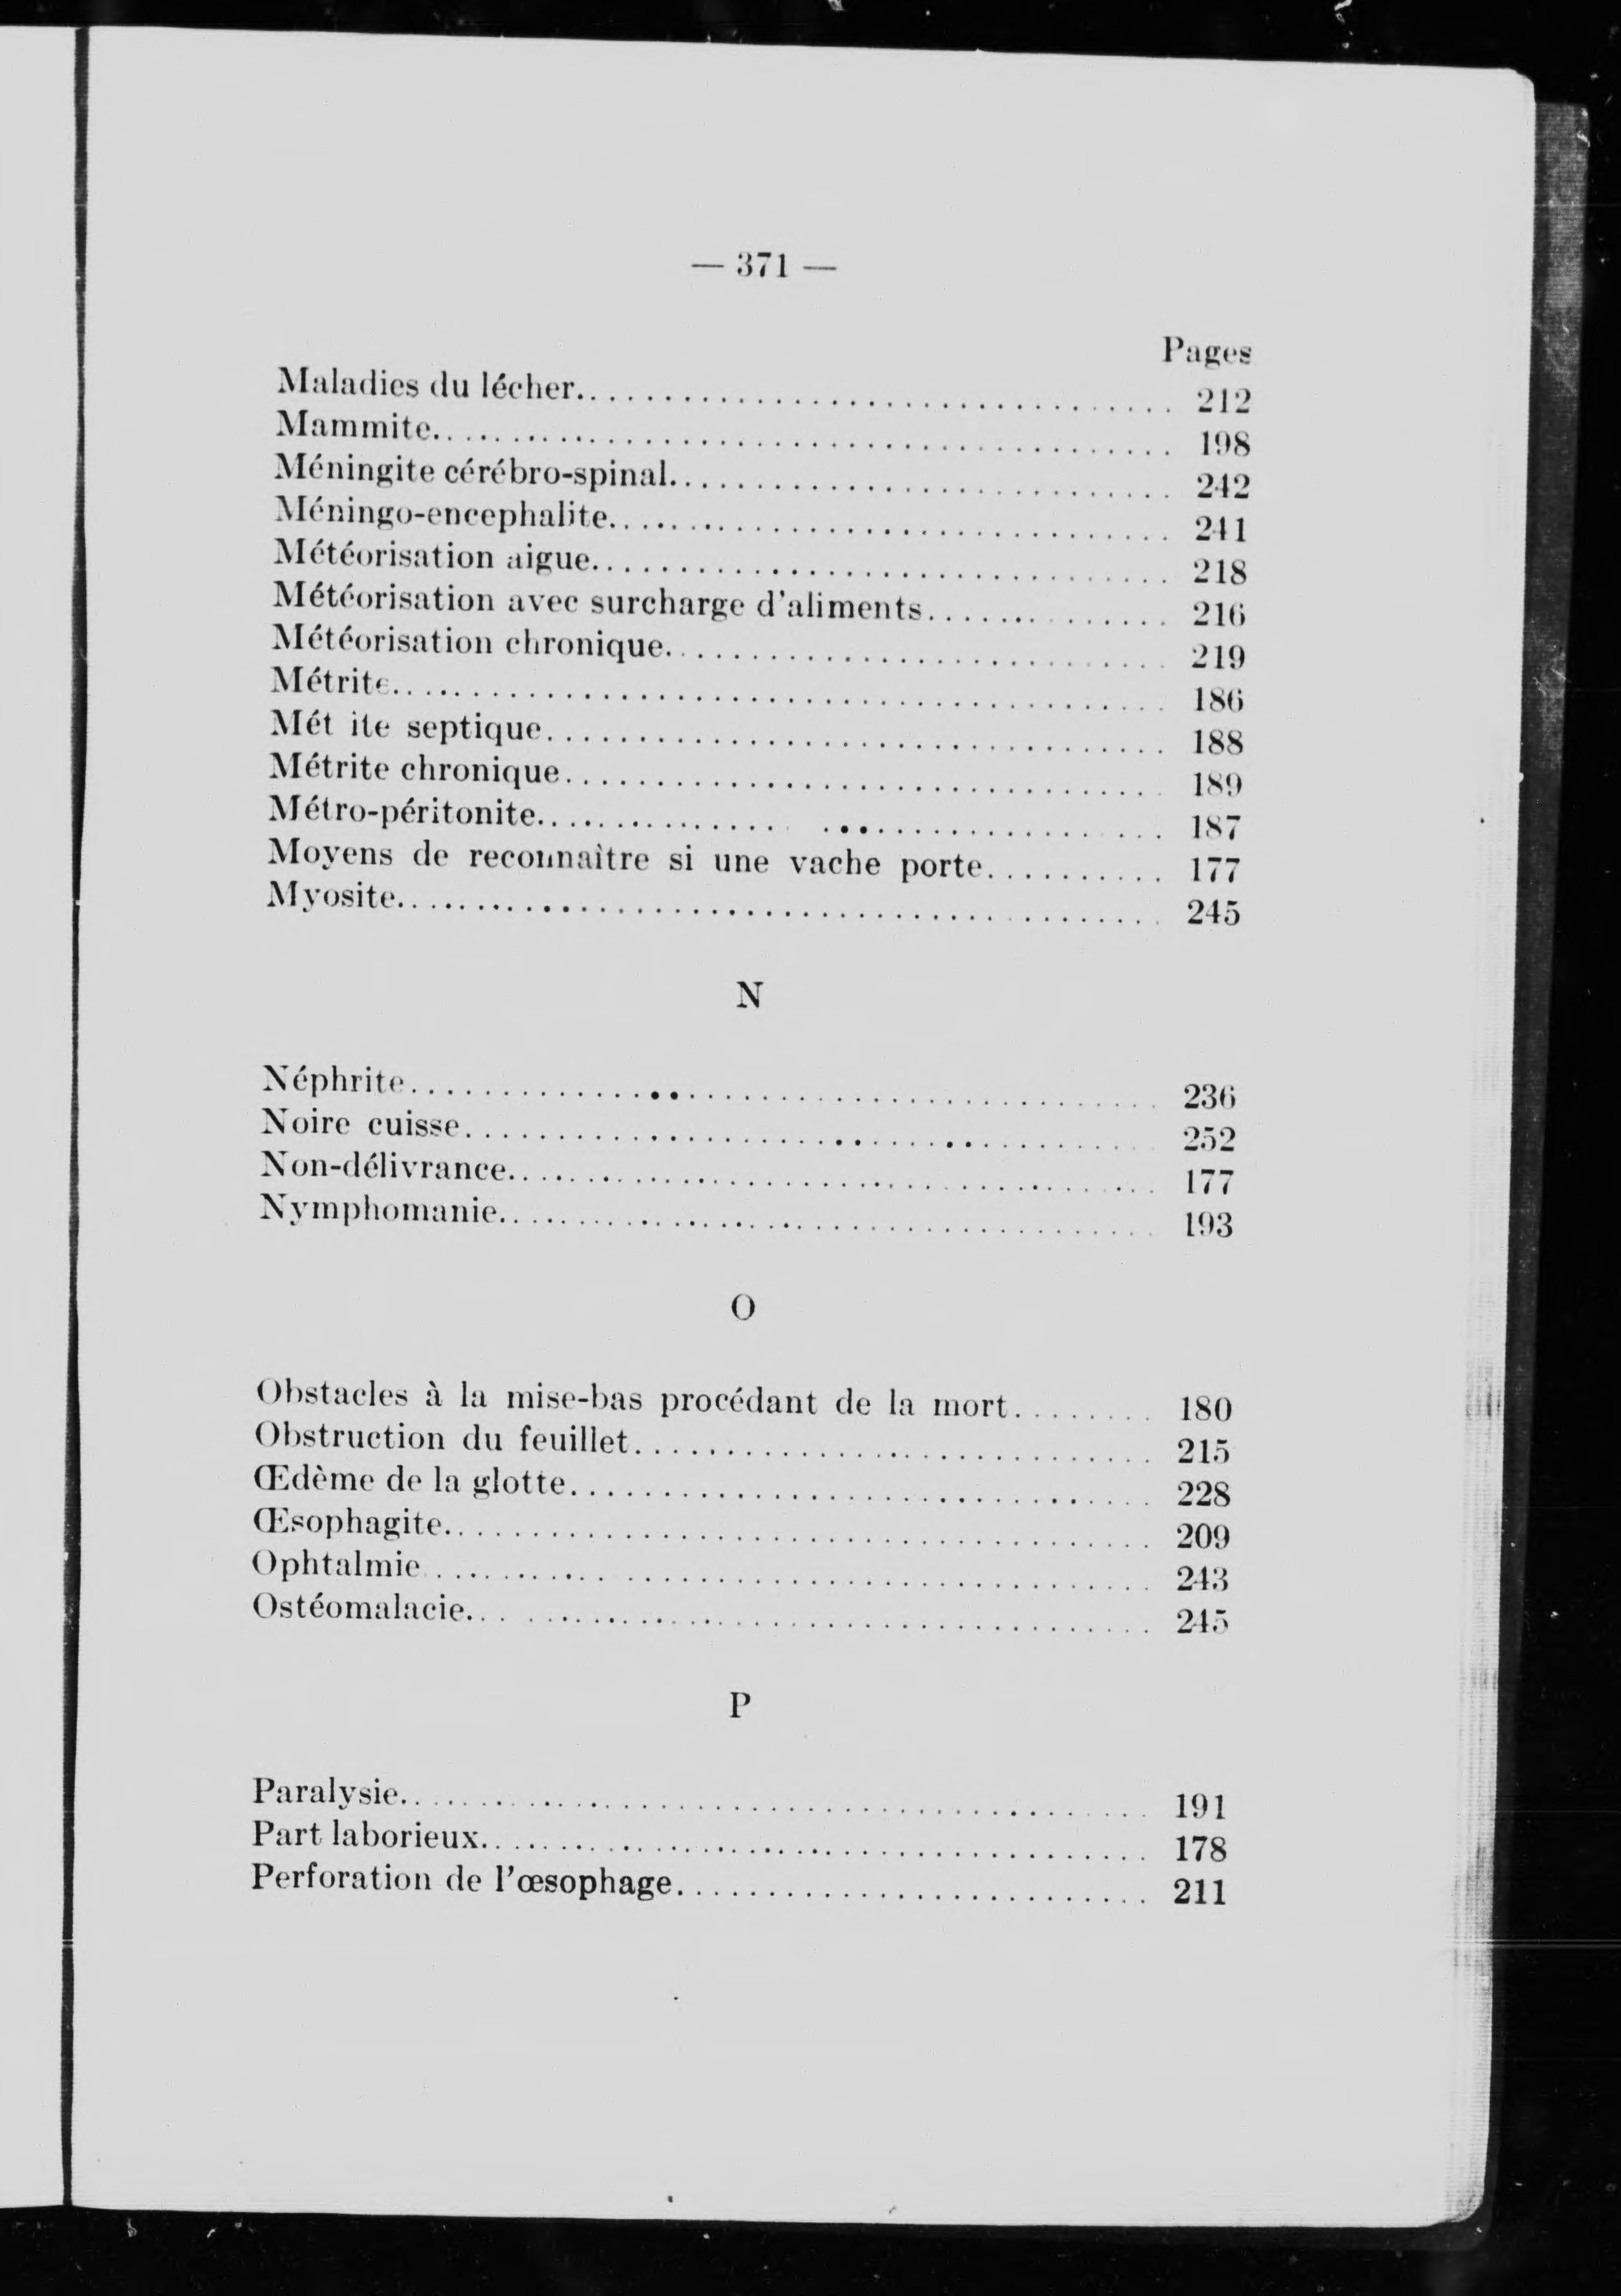 — 371 —
Pages
Maladies du lécher.................................. 212
Mammite........................................ 198
Méningite cérébro-spinal........................... 242
Méningo-encephalite............................... 241
Météorisation aigue................................ 218
Météorisation avec surcharge d'aliments.............. 216
Météorisation chronique............................ 219
Métrite.......................................... 186
Mét ite septique.................................. 188
Métrite chronique................................. 189
Métro-péritonite................................... 187
Moyens de reconnaître si une vache porte.......... 177
Myosite.......................................... 245
N
Néphrite......................................... 236
Noire cuisse...................................... 252
Non-délivrance.................................... 177
Nymphomanie.................................... 193
O
Obstacles à la mise-bas procédant de la mort........ 180
Obstruction du feuillet............................. 215
Œdème de la glotte................................ 228
Œsophagite....................................... 209
Ophtalmie........................................ 243
Ostéomalacie...................................... 245
P
Paralysie......................................... 191
Part laborieux..................................... 178
Perforation de l'œsophage.......................... 211